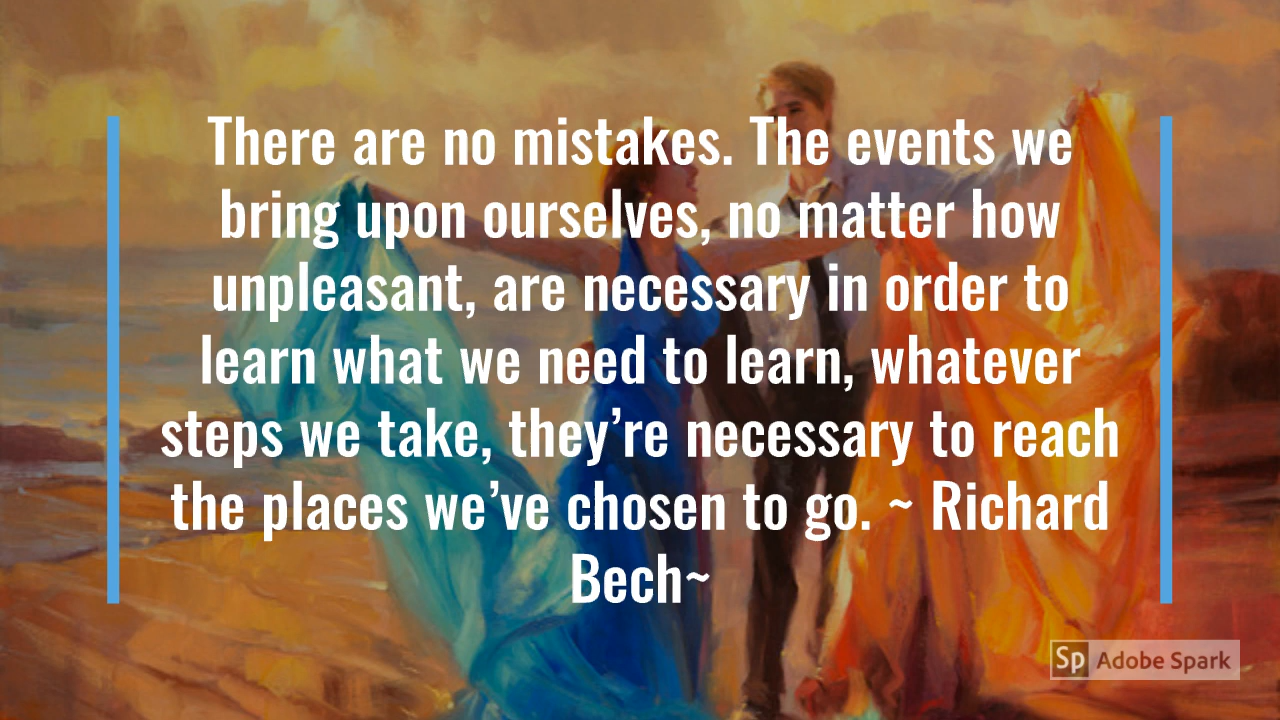 There are no mistakes. The events we
bring upon ourselves, no matter how
unpleasant, are necessary in order to
learn what we need to learn, whatever
steps we take, they’re necessary to reach
the places we’ve chosen to go. ~ Richard
Bech~
Sp Adobe Spark